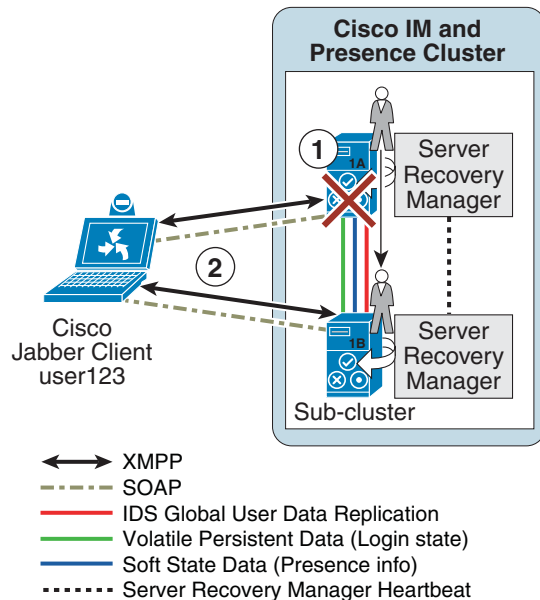 Cisco IM and
Presence Cluster
1
1A
Server
Recovery
Manager
2
Cisco
Jabber Client
user123
1B
Server
Recovery
Manager
Sub-cluster
XMPP
SOAP
IDS Global User Data Replication
Volatile Persistent Data (Login state)
Soft State Data (Presence info)
Server Recovery Manager Heartbeat